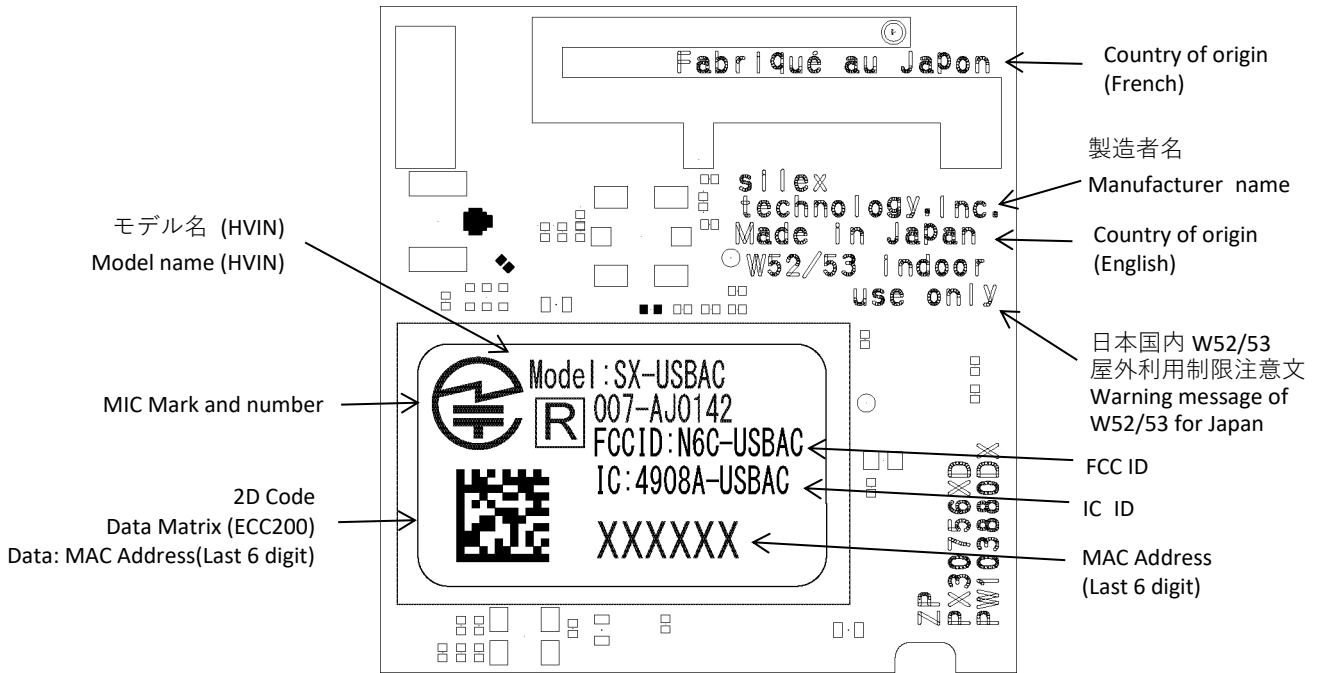 Fabriqué au Japon
Country of origin
(French)
製造者名
Manufacturer name
silex
technology.Inc.
Made in Japan
W52/53 indoor
use only
Country of origin
(English)
モデル名 (HVIN)
Model name (HVIN)
日本国内 W52/53
屋外利用制限注意文
Warning message of
W52/53 for Japan
MIC Mark and number
Model:SX-USBAC
R
007-AJ0142
FCCID:N6C-USBAC
IC:4908A-USBAC
XXXXXX
FCC ID
IC ID
MAC Address
(Last 6 digit)
2D Code
Data Matrix (ECC200)
Data: MAC Address(Last 6 digit)
ZP
PX30756XD
PW10380DX